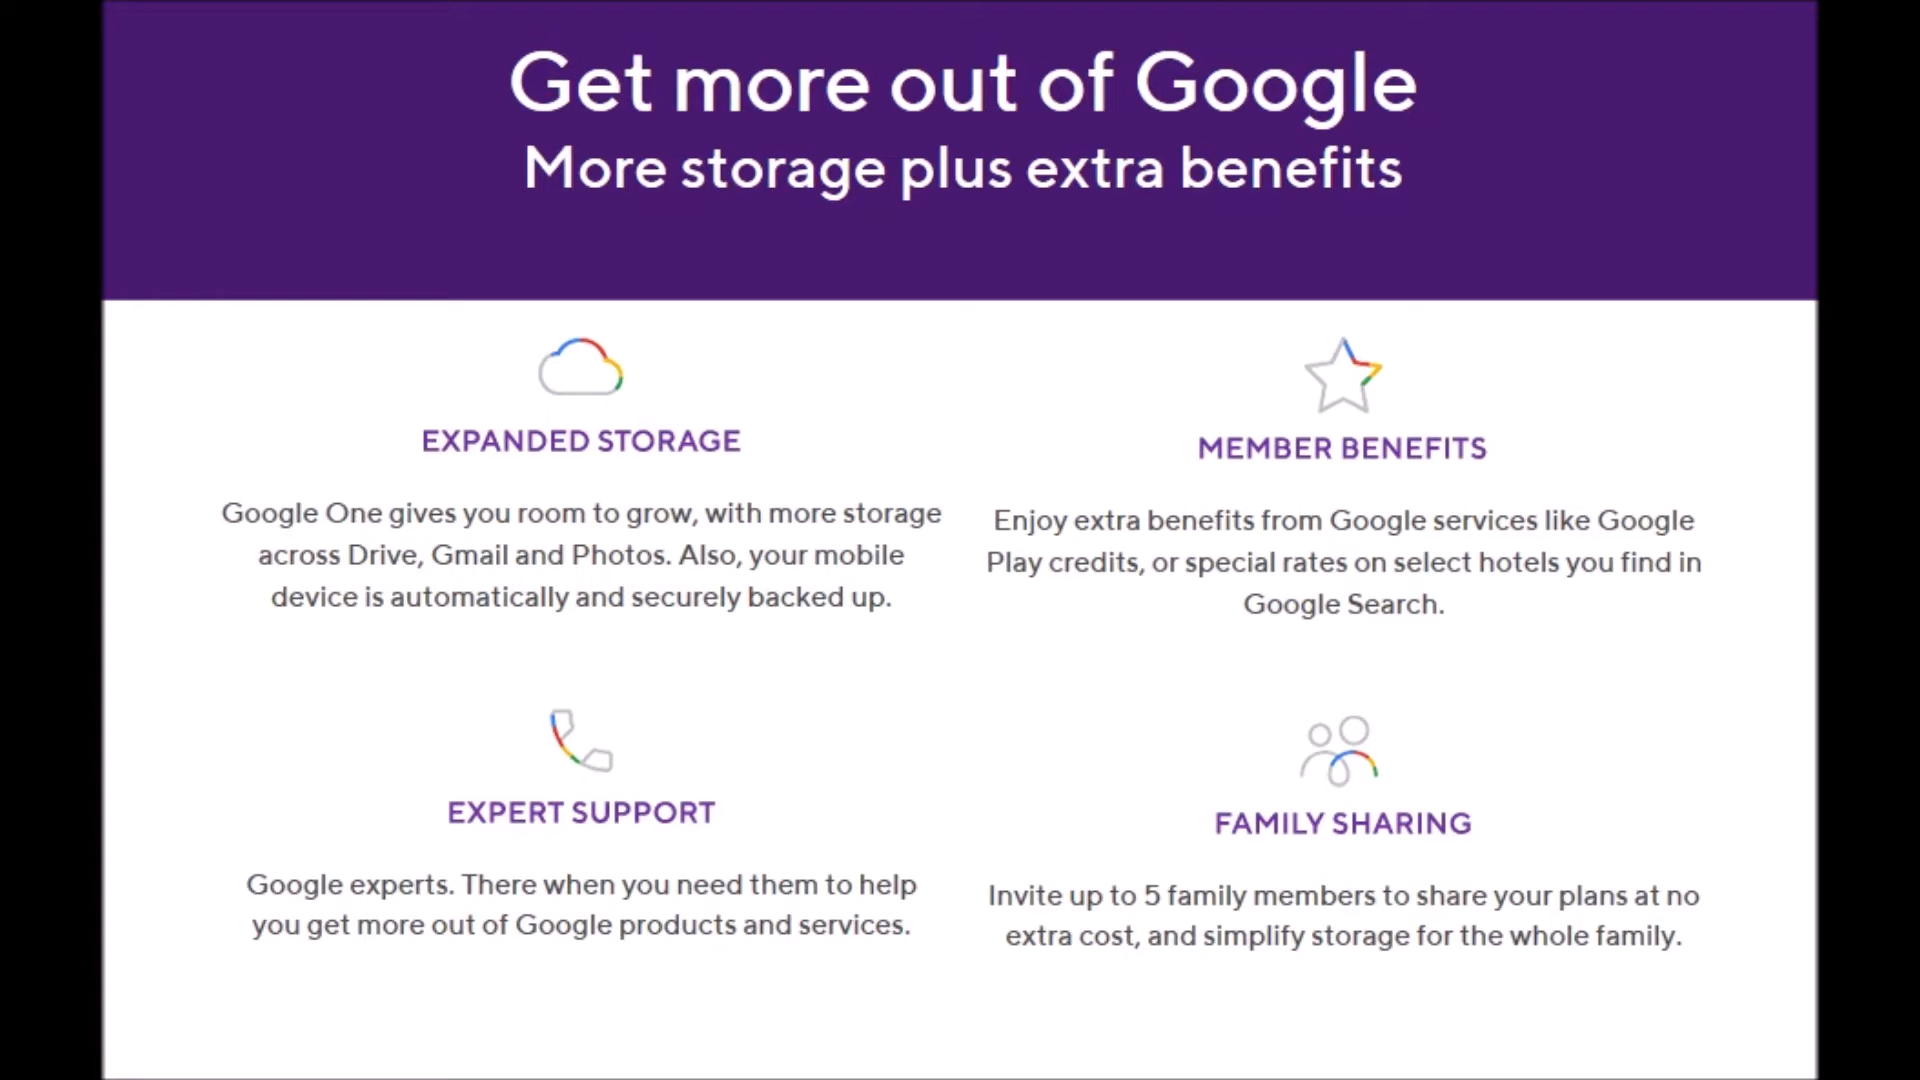 Get more out of Google
More storage plus extra benefits
EXPANDED STORAGE
Google One gives you room to grow, with more storage
across Drive, Gmail and Photos. Also, your mobile
device is automatically and securely backed up.
MEMBER BENEFITS
Enjoy extra benefits from Google services like Google
Play credits, or special rates on select hotels you find in
Google Search.
EXPERT SUPPORT
Google experts. There when you need them to help
you get more out of Google products and services.
FAMILY SHARING
Invite up to 5 family members to share your plans at no
extra cost, and simplify storage for the whole family.